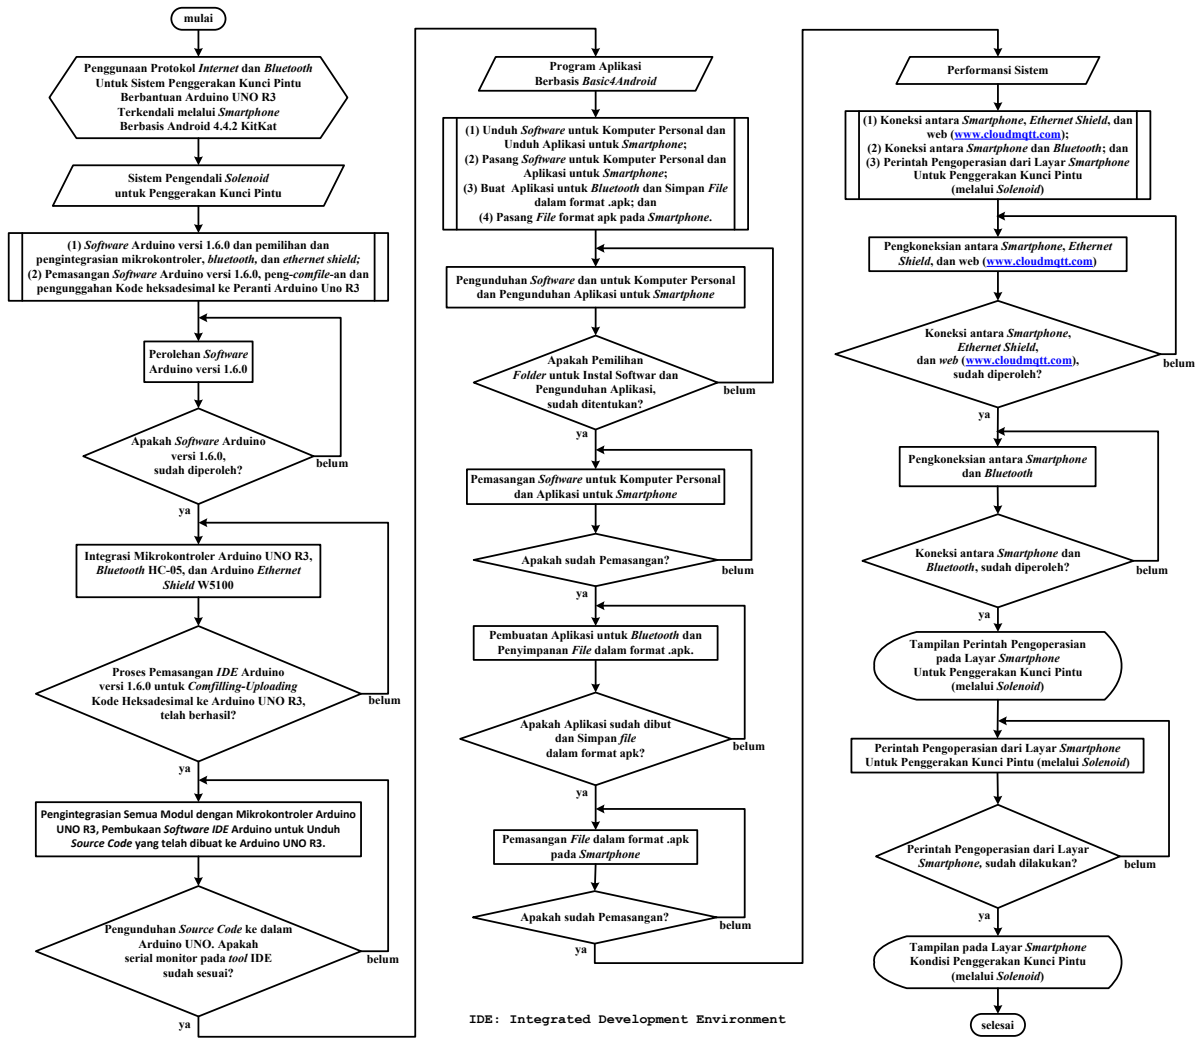 mulai
Penggunaan Protokol Internet dan Bluetooth
Untuk Sistem Penggerakan Kunci Pintu
Berbantuan Arduino UNO R3
Terkendali melalui Smartphone
Berbasis Android 4.4.2 KitKat
Sistem Pengendali Solenoid
untuk Penggerakan Kunci Pintu
(1) Software Arduino versi 1.6.0 dan pemilihan dan
pengintegrasian mikrokontroler, bluetooth, dan ethernet shield;
(2) Pemasangan Software Arduino versi 1.6.0, peng-comfile-an dan
pengunggahan Kode heksadesimal ke Peranti Arduino Uno R3
Perolehan Software
Arduino versi 1.6.0
Apakah Software Arduino
versi 1.6.0,
sudah diperoleh?
belum
ya
Integrasi Mikrokontroler Arduino UNO R3,
Bluetooth HC-05, dan Arduino Ethernet
Shield W5100
Proses Pemasangan IDE Arduino
versi 1.6.0 untuk Comfilling-Uploading
Kode Heksadesimal ke Arduino UNO R3,
telah berhasil?
belum
ya
Pengintegrasian Semua Modul dengan Mikrokontroler Arduino
UNO R3, Pembukaan Software IDE Arduino untuk Unduh
Source Code yang telah dibuat ke Arduino UNO R3.
Pengunduhan Source Code ke dalam
Arduino UNO. Apakah
serial monitor pada tool IDE
sudah sesuai?
belum
ya
Program Aplikasi
Berbasis Basic4Android
(1) Unduh Software untuk Komputer Personal dan
Unduh Aplikasi untuk Smartphone;
(2) Pasang Software untuk Komputer Personal dan
Aplikasi untuk Smartphone;
(3) Buat Aplikasi untuk Bluetooth dan Simpan File
dalam format .apk; dan
(4) Pasang File format apk pada Smartphone.
Pengunduhan Software dan untuk Komputer Personal
dan Pengunduhan Aplikasi untuk Smartphone
Apakah Pemilihan
Folder untuk Instal Softwar dan
Pengunduhan Aplikasi,
sudah ditentukan?
belum
ya
Pemasangan Software untuk Komputer Personal
dan Aplikasi untuk Smartphone
Apakah sudah Pemasangan?
belum
ya
Pembuatan Aplikasi untuk Bluetooth dan
Penyimpanan File dalam format .apk.
Apakah Aplikasi sudah dibut
dan Simpan file
dalam format apk?
belum
ya
Pemasangan File dalam format .apk
pada Smartphone
Apakah sudah Pemasangan?
belum
ya
IDE: Integrated Development Environment
Performansi Sistem
(1) Koneksi antara Smartphone, Ethernet Shield, dan
web (www.cloudmqtt.com);
(2) Koneksi antara Smartphone dan Bluetooth; dan
(3) Perintah Pengoperasian dari Layar Smartphone
Untuk Penggerakan Kunci Pintu
(melalui Solenoid)
Pengkoneksian antara Smartphone, Ethernet
Shield, dan web (www.cloudmqtt.com)
Koneksi antara Smartphone,
Ethernet Shield,
dan web (www.cloudmqtt.com),
sudah diperoleh?
belum
ya
Pengkoneksian antara Smartphone
dan Bluetooth
Koneksi antara Smartphone dan
Bluetooth, sudah diperoleh?
belum
ya
Tampilan Perintah Pengoperasian
pada Layar Smartphone
Untuk Penggerakan Kunci Pintu
(melalui Solenoid)
Perintah Pengoperasian dari Layar Smartphone
Untuk Penggerakan Kunci Pintu (melalui Solenoid)
Perintah Pengoperasian dari Layar
Smartphone, sudah dilakukan?
belum
ya
Tampilan pada Layar Smartphone
Kondisi Penggerakan Kunci Pintu
(melalui Solenoid)
selesai